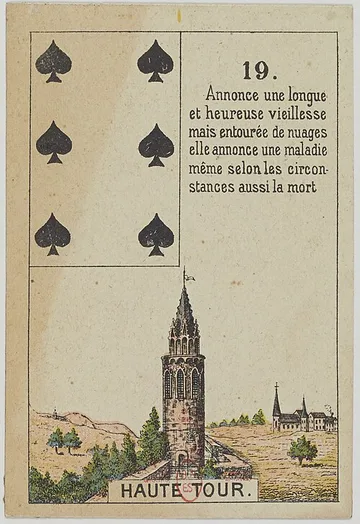 19.
Annonce une longue
et heureuse vieillesse
mais entourée de nuages
elle annonce une maladie
même selon les circon-
stances aussi la mort
HAUTE TOUR.